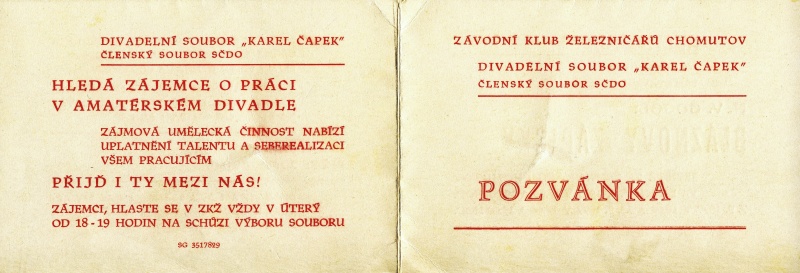 DIVADELNÍ SOUBOR „KAREL ČAPEK"
ČLENSKÝ SOUBOR SČDO
HLEDÁ ZÁJEMCE O PRÁCI
V AMATÉRSKÉM DIVADLE
ZÁJMOVÁ UMĚLECKÁ ČINNOST NABÍZÍ
UPLATNĚNÍ TALENTU A SEBEREALIZACI
VŠEM PRACUJÍCÍM
PŘIJĎ I TY MEZI NÁS!
ZÁJEMCI, HLASTE SE V ZKŽ VŽDY V ÚTERÝ
OD 18-19 HODIN NA SCHŮZI VÝBORU SOUBORU
SG 3517829
ZÁVODNÍ KLUB ŽELEZNIČÁŘŮ CHOMUTOV
DIVADELNÍ SOUBOR „KAREL ČAPEK"
ČLENSKÝ SOUBOR SČDO
POZVÁNKA